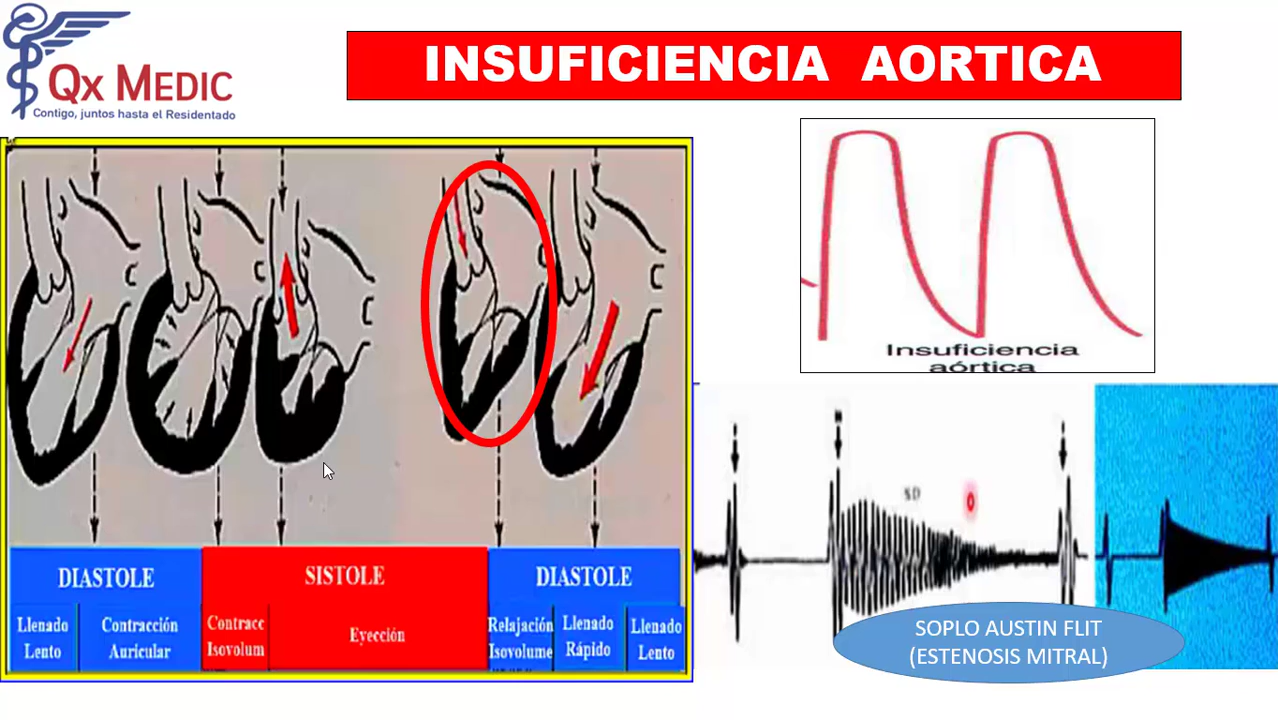 Qx MEDIC
Contigo, juntos hasta el Residentado
INSUFICIENCIA AORTICA
Insuficiencia
aórtica
SD
DIASTOLE
SISTOLE
DIASTOLE
Llenado
Lento
Contracción
Auricular
Contracc
Isovolum
Eyección
Relajación
Isovolume
Llenado
Rápido
Llenado
Lento
SOPLO AUSTIN FLIT
(ESTENOSIS MITRAL)